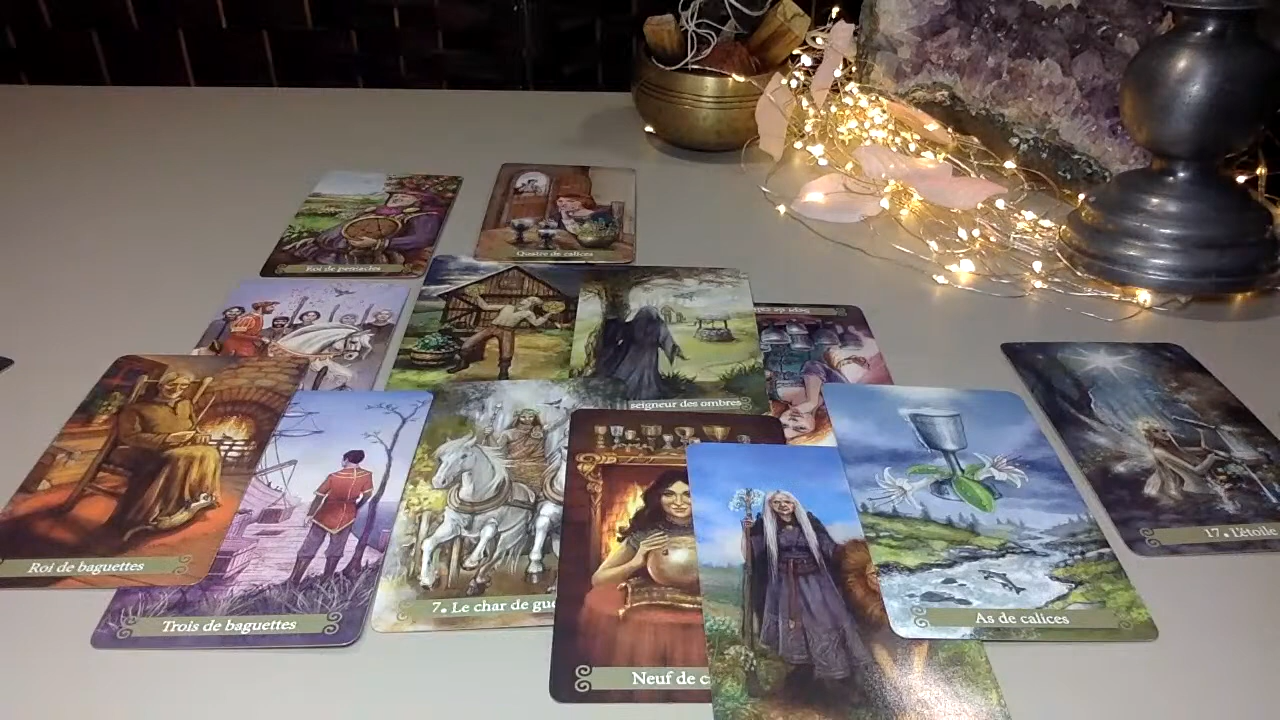 Roi de pentacles
Quatre de calices
seigneur des ombres
17 • L'étoile
Roi de baguettes
7 • Le char de gue
As de calices
Trois de baguettes
Neuf de c